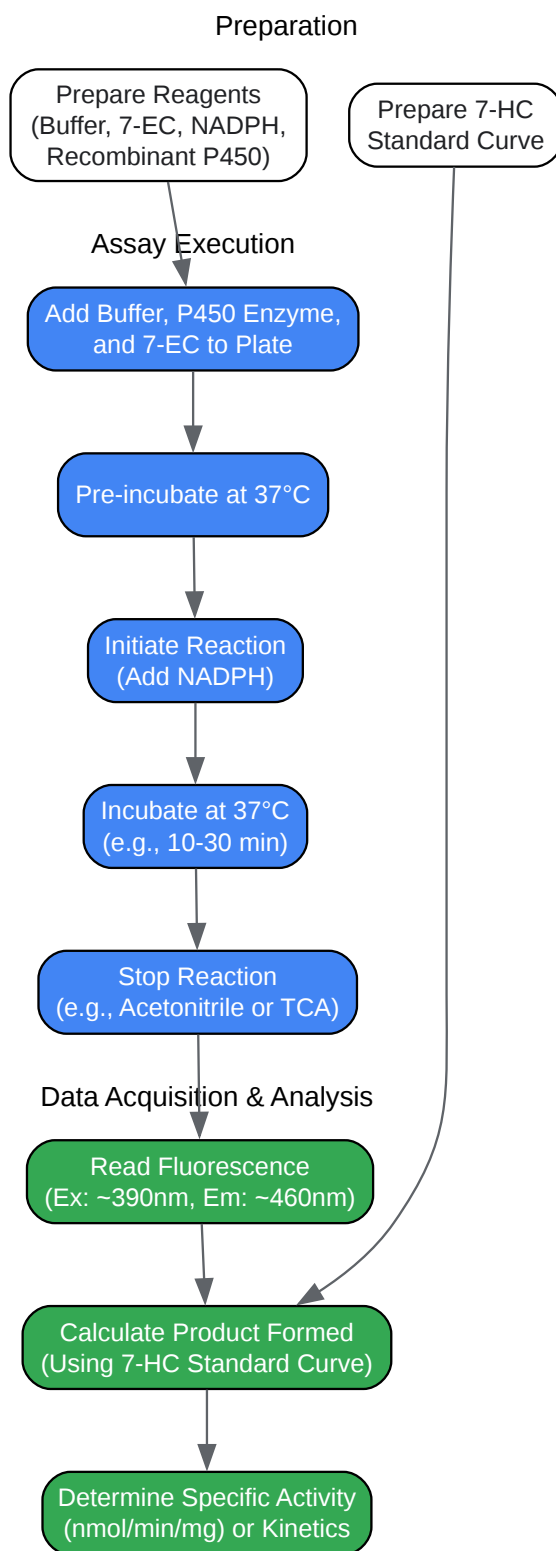 Preparation
Prepare Reagents
(Buffer, 7-EC, NADPH,
Recombinant P450)
Prepare 7-HC
Standard Curve
Assay Execution
Add Buffer, P450 Enzyme,
and 7-EC to Plate
Pre-incubate at 37°C
Initiate Reaction
(Add NADPH)
Incubate at 37°C
(e.g., 10-30 min)
Stop Reaction
(e.g., Acetonitrile or TCA)
Data Acquisition & Analysis
Read Fluorescence
(Ex: ~390nm, Em: ~460nm)
Calculate Product Formed
(Using 7-HC Standard Curve)
Determine Specific Activity
(nmol/min/mg) or Kinetics